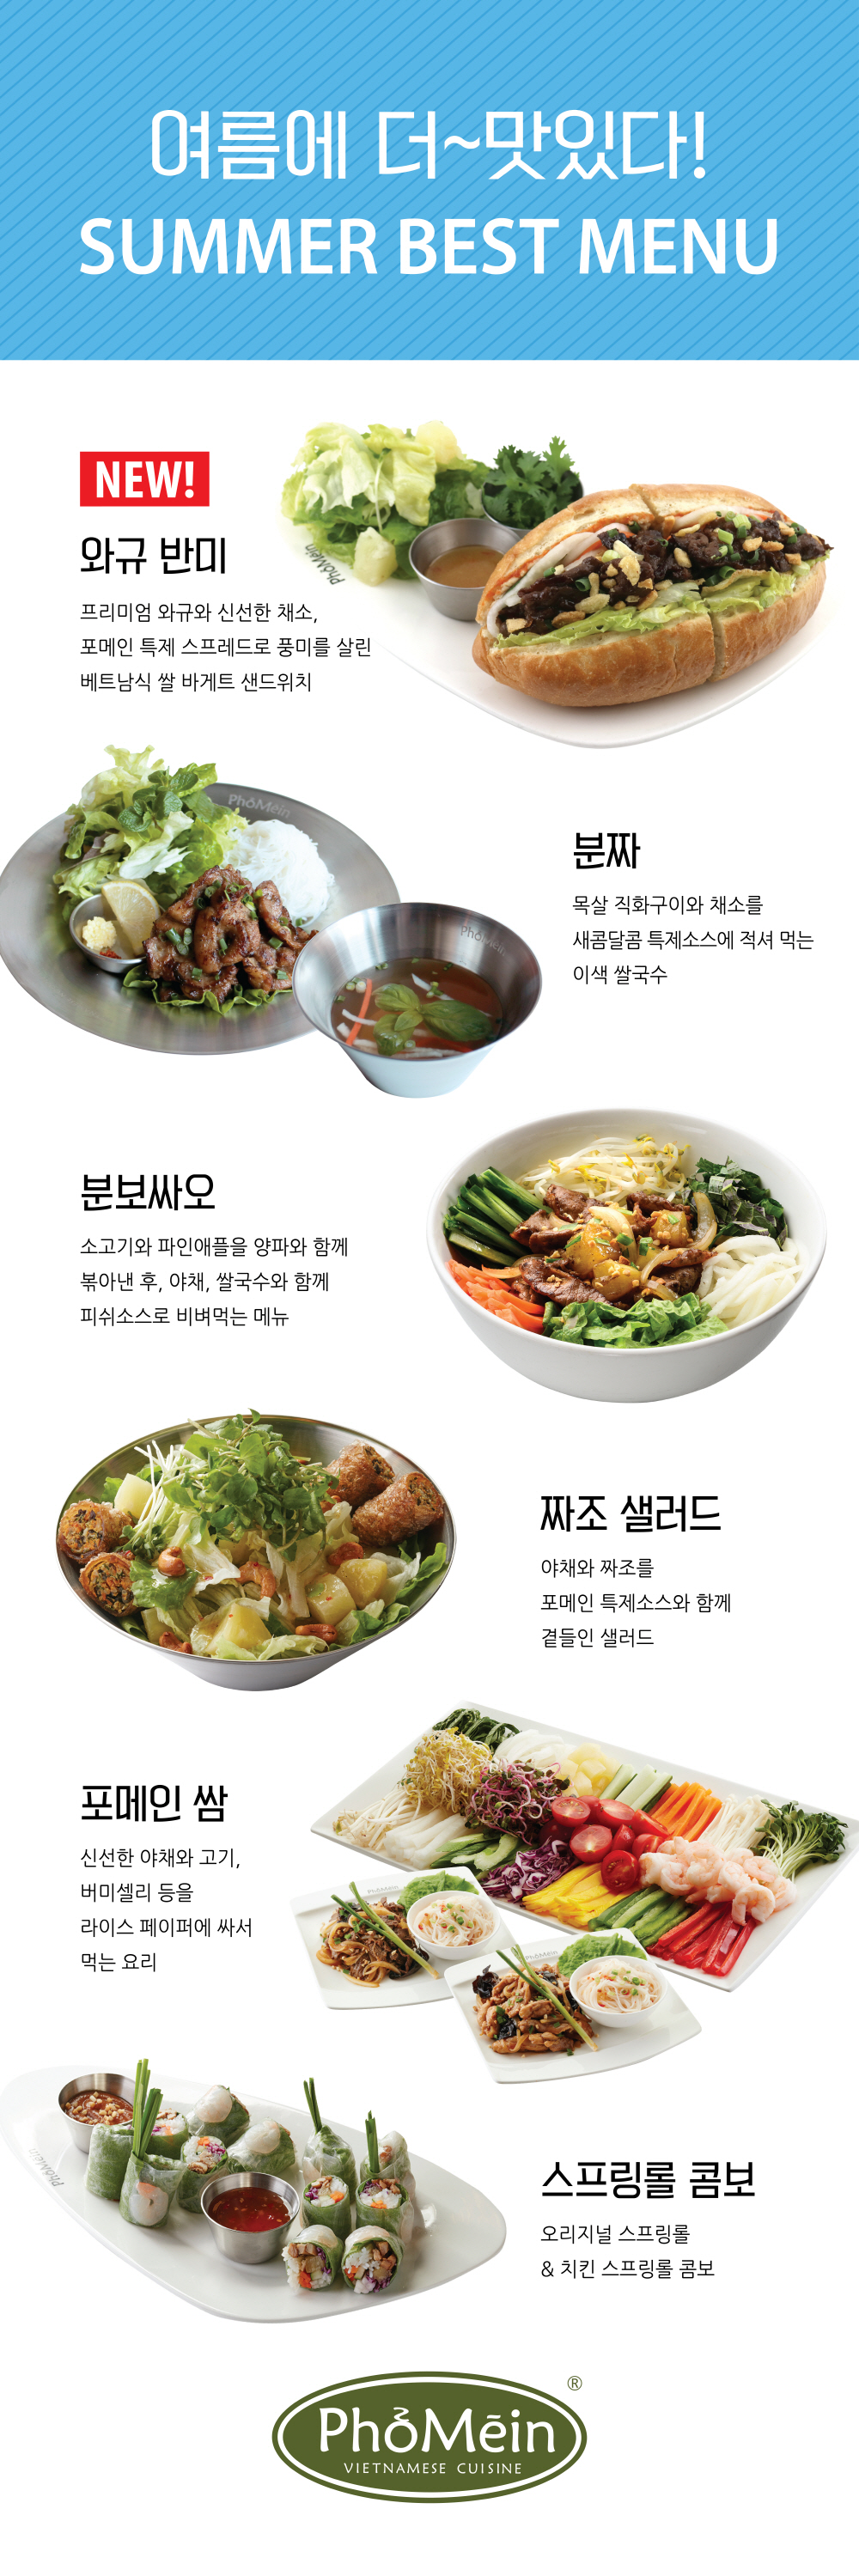 여름에 더~맛있다!
SUMMER BEST MENU
NEW!
와규 반미
프리미엄 와규와 신선한 채소,
포메인 특제 스프레드로 풍미를 살린
베트남식 쌀 바게트 샌드위치
PhởMein
분짜
목살 직화구이와 채소를
새콤달콤 특제소스에 적셔 먹는
이색 쌀국수
PhởMein
PhởMein
분보싸오
소고기와 파인애플을 양파와 함께
볶아낸 후, 야채, 쌀국수와 함께
피쉬소스로 비벼먹는 메뉴
짜조 샐러드
야채와 짜조를
포메인 특제소스와 함께
곁들인 샐러드
포메인 쌈
신선한 야채와 고기,
버미셀리 등을
라이스 페이퍼에 싸서
먹는 요리
PhởMein
PhởMein
스프링롤 콤보
오리지널 스프링롤
& 치킨 스프링롤 콤보
PhởMein
PhởMẽin ®
VIETNAMESE CUISINE